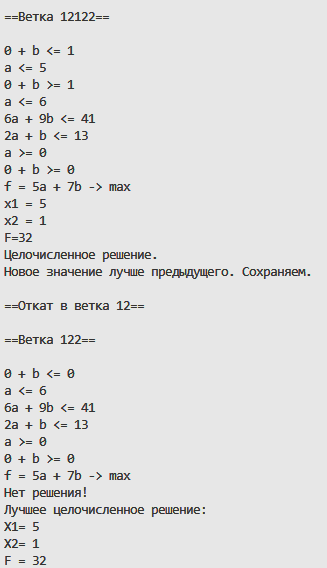 ==Ветка 12122==
0 + b <= 1
a <= 5
0 + b >= 1
a <= 6
6a + 9b <= 41
2a + b <= 13
a >= 0
0 + b >= 0
f = 5a + 7b -> max
x1 = 5
x2 = 1
F=32
Целочисленное решение.
Новое значение лучше предыдущего. Сохраняем.
==Откат в ветка 12==
==Ветка 122==
0 + b <= 0
a <= 6
6a + 9b <= 41
2a + b <= 13
a >= 0
0 + b >= 0
f = 5a + 7b -> max
Нет решения!
Лучшее целочисленное решение:
X1= 5
X2= 1
F = 32